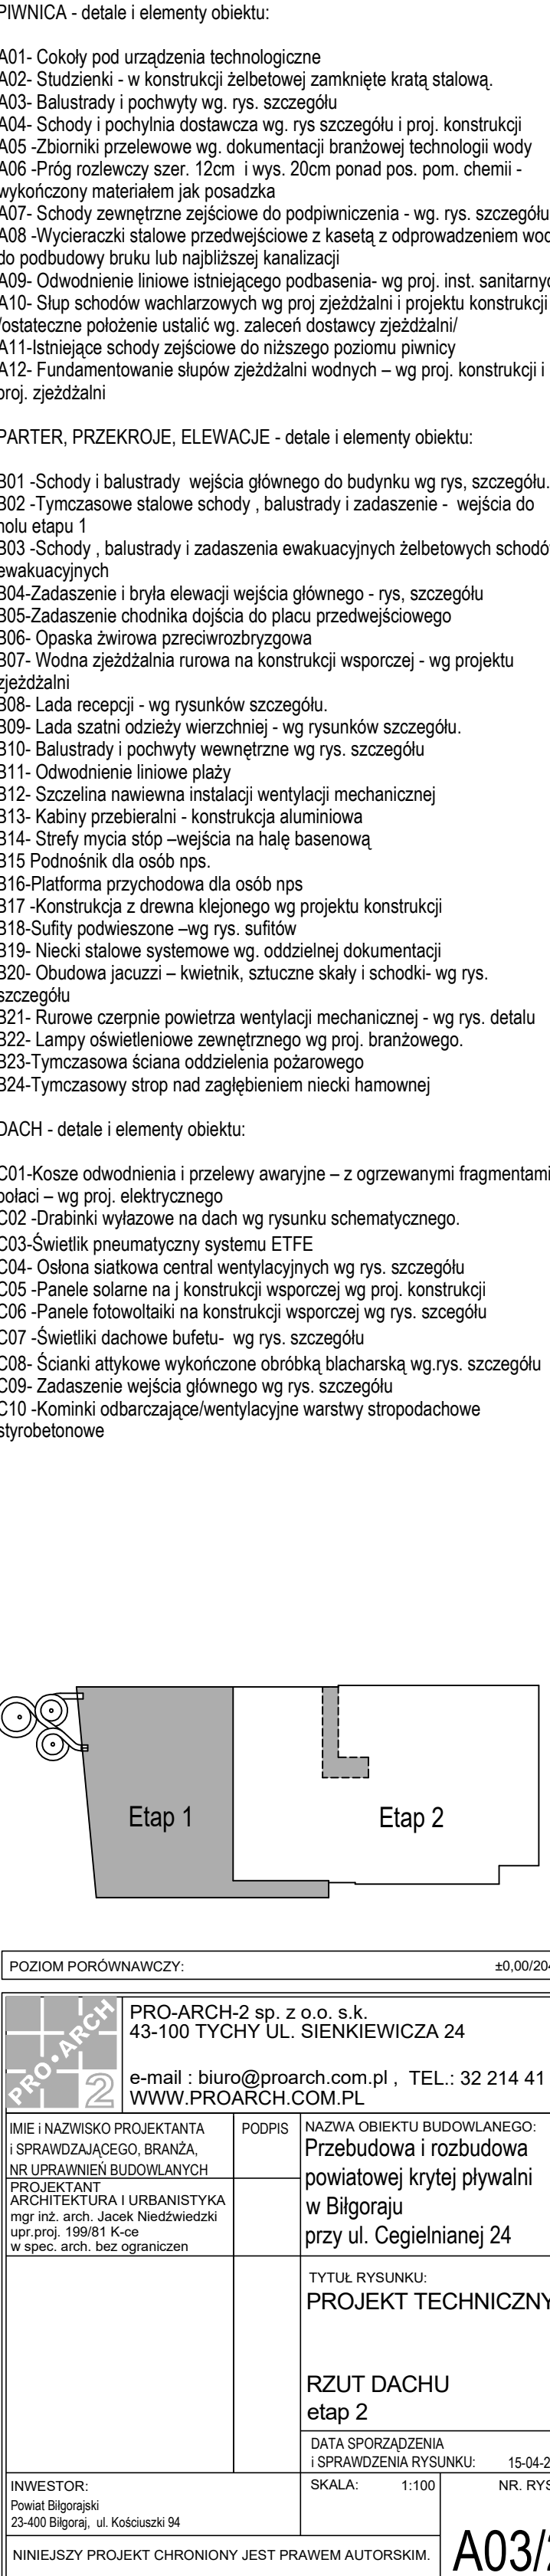 PIWNICA - detale i elementy obiektu:
A01- Cokoły pod urządzenia technologiczne
A02- Studzienki - w konstrukcji żelbetowej zamknięte kratą stalową.
A03- Balustrady i pochwyty wg. rys. szczegółu
A04- Schody i pochylnia dostawcza wg. rys szczegółu i proj. konstrukcji
A05 -Zbiorniki przelewowe wg. dokumentacji branżowej technologii wody
A06 -Próg rozlewczy szer. 12cm i wys. 20cm ponad pos. pom. chemii -
wykończony materiałem jak posadzka
A07- Schody zewnętrzne zejściowe do podpiwniczenia - wg. rys. szczegółu
A08 -Wycieraczki stalowe przedwejściowe z kasetą z odprowadzeniem wod
do podbudowy bruku lub najbliższej kanalizacji
A09- Odwodnienie liniowe istniejącego podbasenia- wg proj. inst. sanitarnyc
A10- Słup schodów wachlarzowych wg proj zjeżdżalni i projektu konstrukcji
/ostateczne położenie ustalić wg. zaleceń dostawcy zjeżdżalni/
A11-Istniejące schody zejściowe do niższego poziomu piwnicy
A12- Fundamentowanie słupów zjeżdżalni wodnych – wg proj. konstrukcji i
proj. zjeżdżalni
PARTER, PRZEKROJE, ELEWACJE - detale i elementy obiektu:
B01 -Schody i balustrady wejścia głównego do budynku wg rys, szczegółu.
B02 -Tymczasowe stalowe schody , balustrady i zadaszenie - wejścia do
holu etapu 1
B03 -Schody , balustrady i zadaszenia ewakuacyjnych żelbetowych schodó
ewakuacyjnych
B04-Zadaszenie i bryła elewacji wejścia głównego - rys, szczegółu
B05-Zadaszenie chodnika dojścia do placu przedwejściowego
B06- Opaska żwirowa pzreciwrozbryzgowa
B07- Wodna zjeżdżalnia rurowa na konstrukcji wsporczej - wg projektu
zjeżdżalni
B08- Lada recepcji - wg rysunków szczegółu.
B09- Lada szatni odzieży wierzchniej - wg rysunków szczegółu.
B10- Balustrady i pochwyty wewnętrzne wg rys. szczegółu
B11- Odwodnienie liniowe plaży
B12- Szczelina nawiewna instalacji wentylacji mechanicznej
B13- Kabiny przebieralni - konstrukcja aluminiowa
B14- Strefy mycia stóp –wejścia na halę basenową
B15 Podnośnik dla osób nps.
B16-Platforma przychodowa dla osób nps
B17 -Konstrukcja z drewna klejonego wg projektu konstrukcji
B18-Sufity podwieszone –wg rys. sufitów
B19- Niecki stalowe systemowe wg. oddzielnej dokumentacji
B20- Obudowa jacuzzi – kwietnik, sztuczne skały i schodki- wg rys.
szczegółu
B21- Rurowe czerpnie powietrza wentylacji mechanicznej - wg rys. detalu
B22- Lampy oświetleniowe zewnętrznego wg proj. branżowego.
B23-Tymczasowa ściana oddzielenia pożarowego
B24-Tymczasowy strop nad zagłębieniem niecki hamownej
DACH - detale i elementy obiektu:
C01-Kosze odwodnienia i przelewy awaryjne – z ogrzewanymi fragmentami
połaci – wg proj. elektrycznego
C02 -Drabinki wyłazowe na dach wg rysunku schematycznego.
C03-Świetlik pneumatyczny systemu ETFE
C04- Osłona siatkowa central wentylacyjnych wg rys. szczegółu
C05 -Panele solarne na j konstrukcji wsporczej wg proj. konstrukcji
C06 -Panele fotowoltaiki na konstrukcji wsporczej wg rys. szcegółu
C07 -Świetliki dachowe bufetu- wg rys. szczegółu
C08- Ścianki attykowe wykończone obróbką blacharską wg.rys. szczegółu
C09- Zadaszenie wejścia głównego wg rys. szczegółu
C10 -Kominki odbarczające/wentylacyjne warstwy stropodachowe
styrobetonowe
Etap 1 Etap 2
POZIOM PORÓWNAWCZY: ±0,00/204
PRO•ARCH 2
PRO-ARCH-2 sp. z o.o. s.k.
43-100 TYCHY UL. SIENKIEWICZA 24
e-mail : biuro@proarch.com.pl , TEL.: 32 214 41
WWW.PROARCH.COM.PL
IMIE i NAZWISKO PROJEKTANTA
i SPRAWDZAJĄCEGO, BRANŻA,
NR UPRAWNIEŃ BUDOWLANYCH
PODPIS
NAZWA OBIEKTU BUDOWLANEGO:
Przebudowa i rozbudowa
powiatowej krytej pływalni
w Biłgoraju
przy ul. Cegielnianej 24
PROJEKTANT
ARCHITEKTURA I URBANISTYKA
mgr inż. arch. Jacek Niedźwiedzki
upr.proj. 199/81 K-ce
w spec. arch. bez ograniczen
TYTUŁ RYSUNKU:
PROJEKT TECHNICZNY
RZUT DACHU
etap 2
DATA SPORZĄDZENIA
i SPRAWDZENIA RYSUNKU: 15-04-2
INWESTOR:
Powiat Biłgorajski
23-400 Biłgoraj, ul. Kościuszki 94
SKALA: 1:100
NR. RYS
A03/2
NINIEJSZY PROJEKT CHRONIONY JEST PRAWEM AUTORSKIM.